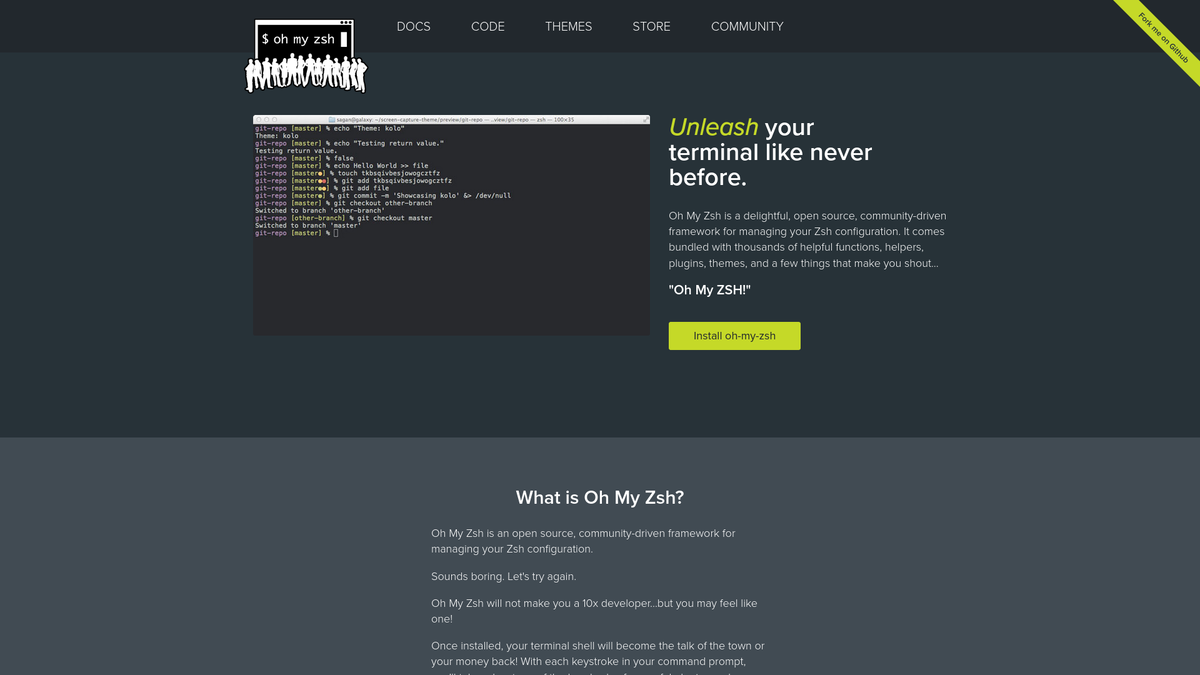 $ oh my zsh
DOCS
CODE
THEMES
STORE
COMMUNITY
Fork me on Github
sagan@galaxy: ~/screen-capture-theme/preview/git-repo — ..view/git-repo — zsh — 100×35
git-repo [master] % echo "Theme: kolo"
Theme: kolo
git-repo [master] % echo "Testing return value."
Testing return value.
git-repo [master] % false
git-repo [master] % echo Hello World >> file
git-repo [master●] % touch tkbsqivbesjowogcztfz
git-repo [master●●] % git add tkbsqivbesjowogcztfz
git-repo [master●●] % git add file
git-repo [master●] % git commit -m 'Showcasing kolo' &> /dev/null
git-repo [master] % git checkout other-branch
Switched to branch 'other-branch'
git-repo [other-branch] % git checkout master
Switched to branch 'master'
git-repo [master] %
Unleash your
terminal like never
before.
Oh My Zsh is a delightful, open source, community-driven
framework for managing your Zsh configuration. It comes
bundled with thousands of helpful functions, helpers,
plugins, themes, and a few things that make you shout...
"Oh My ZSH!"
Install oh-my-zsh
What is Oh My Zsh?
Oh My Zsh is an open source, community-driven framework for
managing your Zsh configuration.
Sounds boring. Let's try again.
Oh My Zsh will not make you a 10x developer...but you may feel like
one!
Once installed, your terminal shell will become the talk of the town or
your money back! With each keystroke in your command prompt,